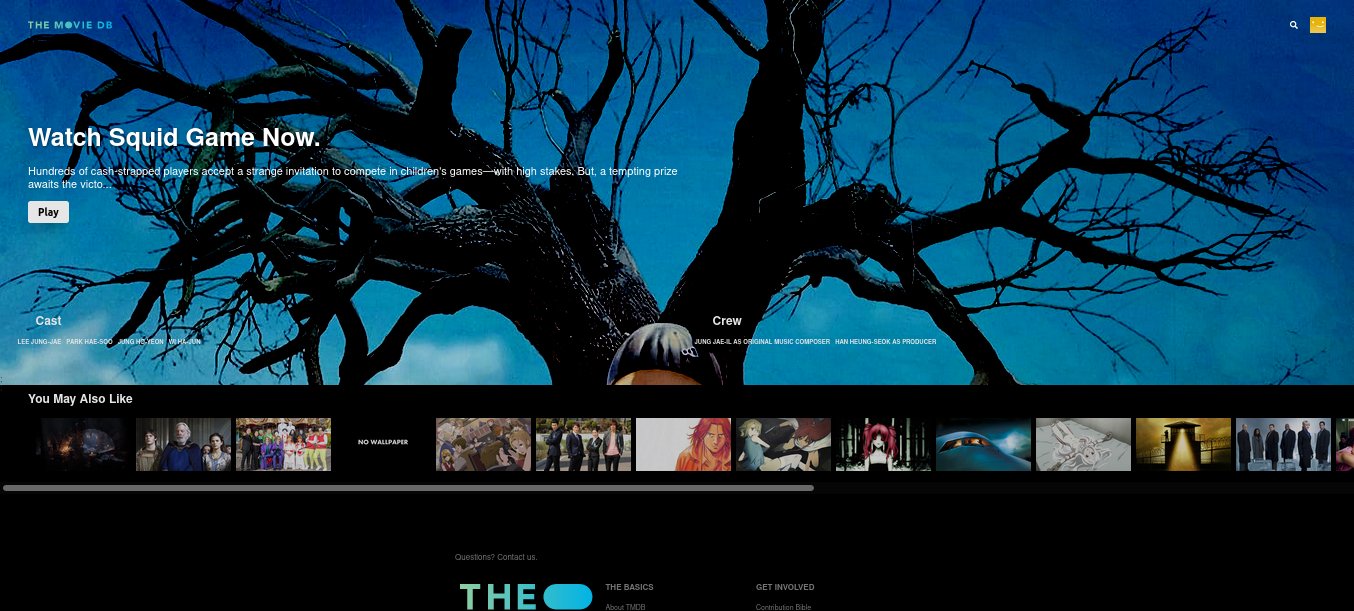 THE MOVIE DB
Watch Squid Game Now.
Hundreds of cash-strapped players accept a strange invitation to compete in children's games—with high stakes. But, a tempting prize
awaits the victo...
Play
Cast
LEE JUNG-JAE PARK HAE-SOO JUNG HO-YEON WI HA-JUN
Crew
JUNG JAE-IL AS ORIGINAL MUSIC COMPOSER HAN HEUNG-SEOK AS PRODUCER
You May Also Like
NO WALLPAPER
Questions? Contact us.
THE
THE BASICS
About TMDB
GET INVOLVED
Contribution Bible